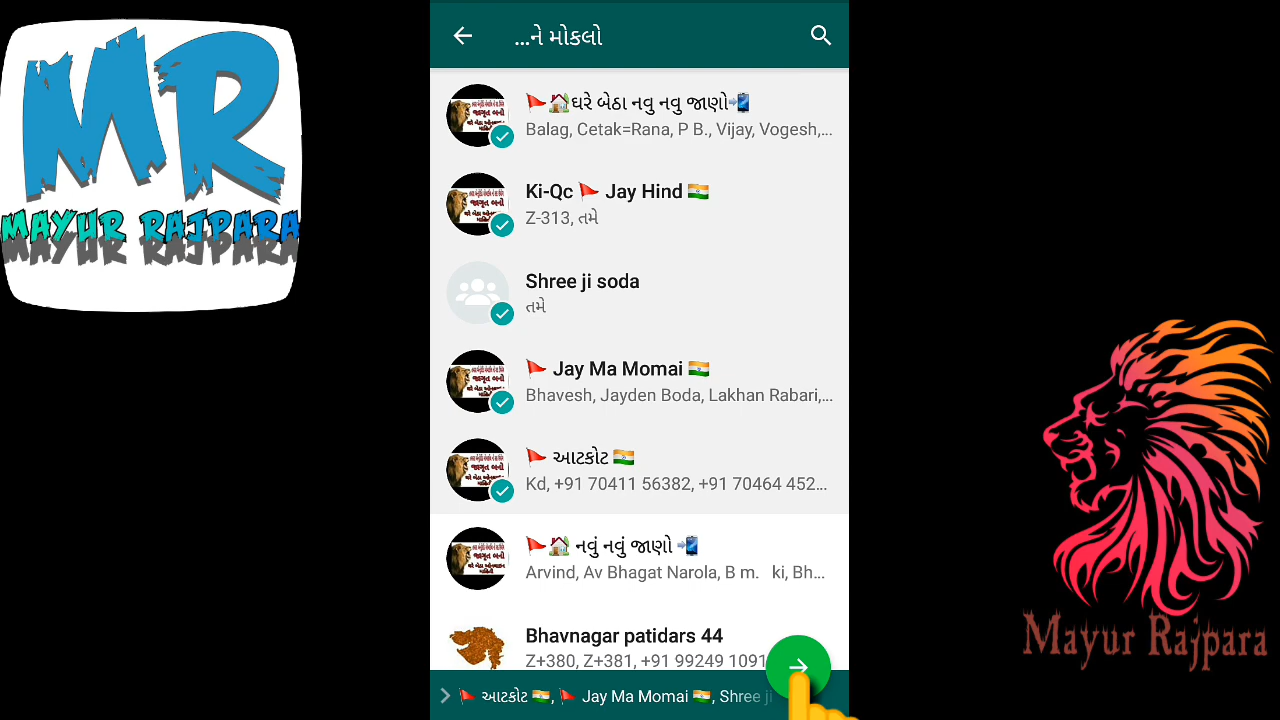 MR
MAYUR RAJPARA
...ને મોકલો
🚩🏠ઘરે બેઠા નવુ નવુ જાણો📲
Balag, Cetak=Rana, P B., Vijay, Vogesh,...
Ki-Qc 🚩 Jay Hind 🇮🇳
Z-313, તમે
Shree ji soda
તમે
🚩 Jay Ma Momai 🇮🇳
Bhavesh, Jayden Boda, Lakhan Rabari,...
🚩 આટકોટ 🇮🇳
Kd, +91 70411 56382, +91 70464 452...
🚩🏠 નવું નવું જાણો 📲
Arvind, Av Bhagat Narola, B m. ki, Bh...
Bhavnagar patidars 44
Z+380, Z+381, +91 99249 1091
🚩 આટકોટ 🇮🇳, 🚩 Jay Ma Momai 🇮🇳, Shree ji
Mayur Rajpara